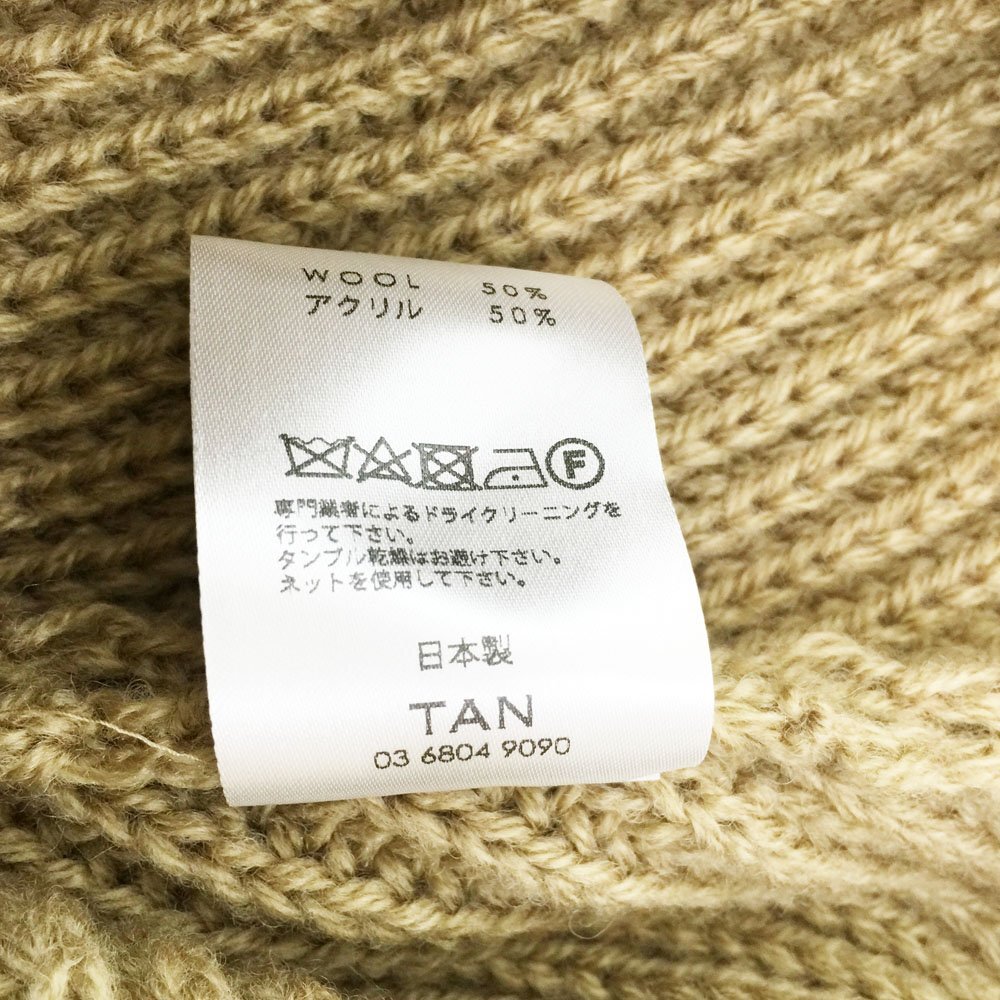 WOOL 50%
アクリル 50%
F
専門業者によるドライクリーニングを
行って下さい。
タンブル乾燥はお避け下さい。
ネットを使用して下さい。
日本製
TAN
03 6804 9090